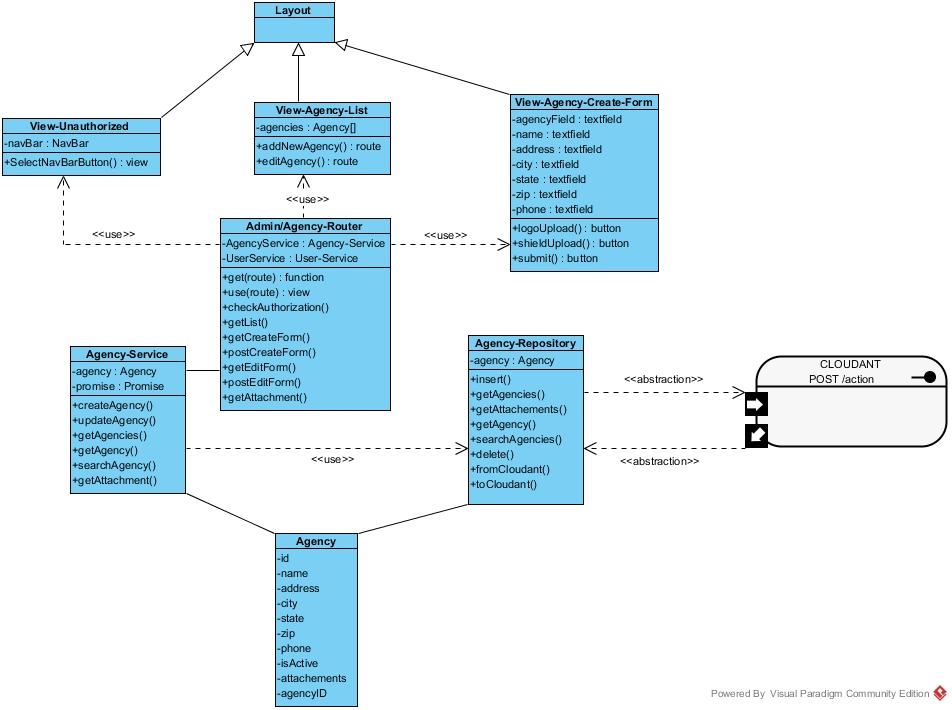 Layout
View-Unauthorized
-navBar : NavBar
+SelectNavBarButton() : view
View-Agency-List
-agencies : Agency[]
+addNewAgency() : route
+editAgency() : route
View-Agency-Create-Form
-agencyField : textfield
-name : textfield
-address : textfield
-city : textfield
-state : textfield
-zip : textfield
-phone : textfield
+logoUpload() : button
+shieldUpload() : button
+submit() : button
<<use>>
<<use>>
<<use>>
Admin/Agency-Router
-AgencyService : Agency-Service
-UserService : User-Service
+get(route) : function
+use(route) : view
+checkAuthorization()
+getList()
+getCreateForm()
+postCreateForm()
+getEditForm()
+postEditForm()
+getAttachment()
Agency-Service
-agency : Agency
-promise : Promise
+createAgency()
+updateAgency()
+getAgencies()
+getAgency()
+searchAgency()
+getAttachment()
<<use>>
Agency-Repository
-agency : Agency
+insert()
+getAgencies()
+getAttachements()
+getAgency()
+searchAgencies()
+delete()
+fromCloudant()
+toCloudant()
<<abstraction>>
<<abstraction>>
CLOUDANT
POST /action
Agency
-id
-name
-address
-city
-state
-zip
-phone
-isActive
-attachements
-agencyID
Powered By Visual Paradigm Community Edition